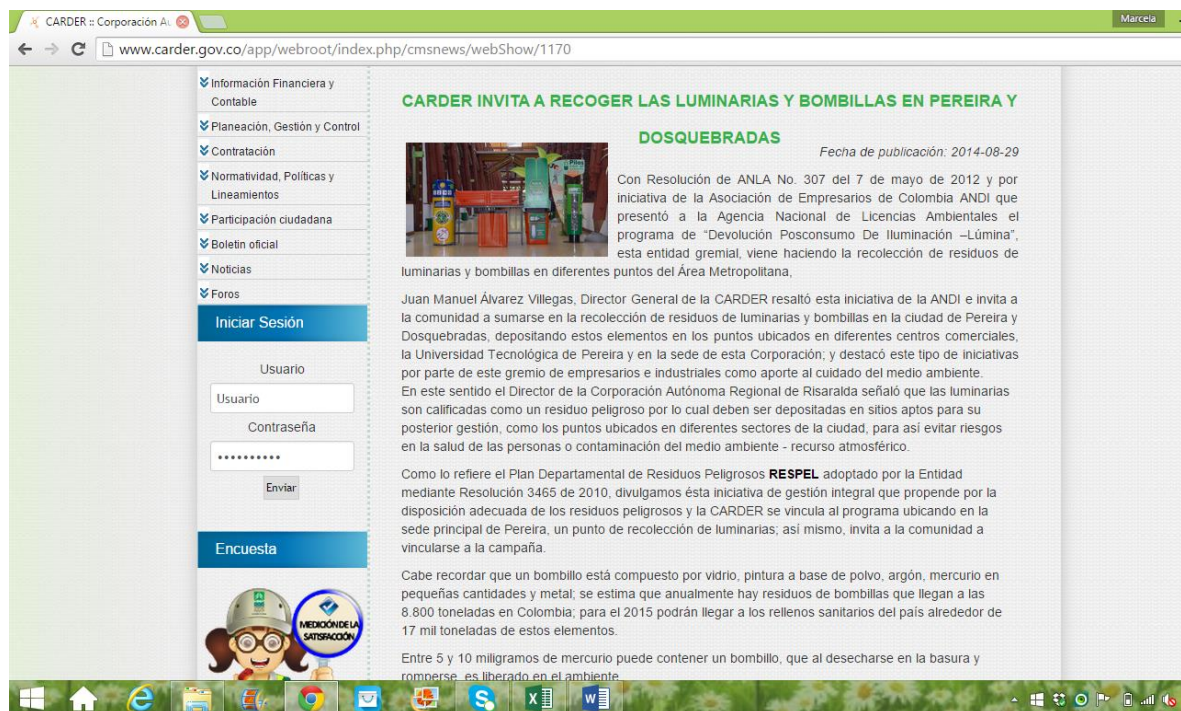 CARDER :: Corporación Au
Marcela
www.carder.gov.co/app/webroot/index.php/cmsnews/webShow/1170
Información Financiera y
Contable
Planeación, Gestión y Control
Contratación
Normatividad, Políticas y
Lineamientos
Participación ciudadana
Boletin oficial
Noticias
Foros
Iniciar Sesión
Usuario
Usuario
Contraseña
••••••••••
Enviar
Encuesta
MEDICIÓN DE LA
SATISFACCIÓN
CARDER INVITA A RECOGER LAS LUMINARIAS Y BOMBILLAS EN PEREIRA Y
DOSQUEBRADAS
Fecha de publicación: 2014-08-29
Con Resolución de ANLA No. 307 del 7 de mayo de 2012 y por
iniciativa de la Asociación de Empresarios de Colombia ANDI que
presentó a la Agencia Nacional de Licencias Ambientales el
programa de “Devolución Posconsumo De Iluminación –Lúmina”,
esta entidad gremial, viene haciendo la recolección de residuos de
luminarias y bombillas en diferentes puntos del Área Metropolitana,
Juan Manuel Álvarez Villegas, Director General de la CARDER resaltó esta iniciativa de la ANDI e invita a
la comunidad a sumarse en la recolección de residuos de luminarias y bombillas en la ciudad de Pereira y
Dosquebradas, depositando estos elementos en los puntos ubicados en diferentes centros comerciales,
la Universidad Tecnológica de Pereira y en la sede de esta Corporación; y destacó este tipo de iniciativas
por parte de este gremio de empresarios e industriales como aporte al cuidado del medio ambiente.
En este sentido el Director de la Corporación Autónoma Regional de Risaralda señaló que las luminarias
son calificadas como un residuo peligroso por lo cual deben ser depositadas en sitios aptos para su
posterior gestión, como los puntos ubicados en diferentes sectores de la ciudad, para así evitar riesgos
en la salud de las personas o contaminación del medio ambiente - recurso atmosférico.
Como lo refiere el Plan Departamental de Residuos Peligrosos RESPEL adoptado por la Entidad
mediante Resolución 3465 de 2010, divulgamos ésta iniciativa de gestión integral que propende por la
disposición adecuada de los residuos peligrosos y la CARDER se vincula al programa ubicando en la
sede principal de Pereira, un punto de recolección de luminarias; así mismo, invita a la comunidad a
vincularse a la campaña.
Cabe recordar que un bombillo está compuesto por vidrio, pintura a base de polvo, argón, mercurio en
pequeñas cantidades y metal; se estima que anualmente hay residuos de bombillas que llegan a las
8.800 toneladas en Colombia; para el 2015 podrán llegar a los rellenos sanitarios del país alrededor de
17 mil toneladas de estos elementos.
Entre 5 y 10 miligramos de mercurio puede contener un bombillo, que al desecharse en la basura y
romperse, es liberado en el ambiente